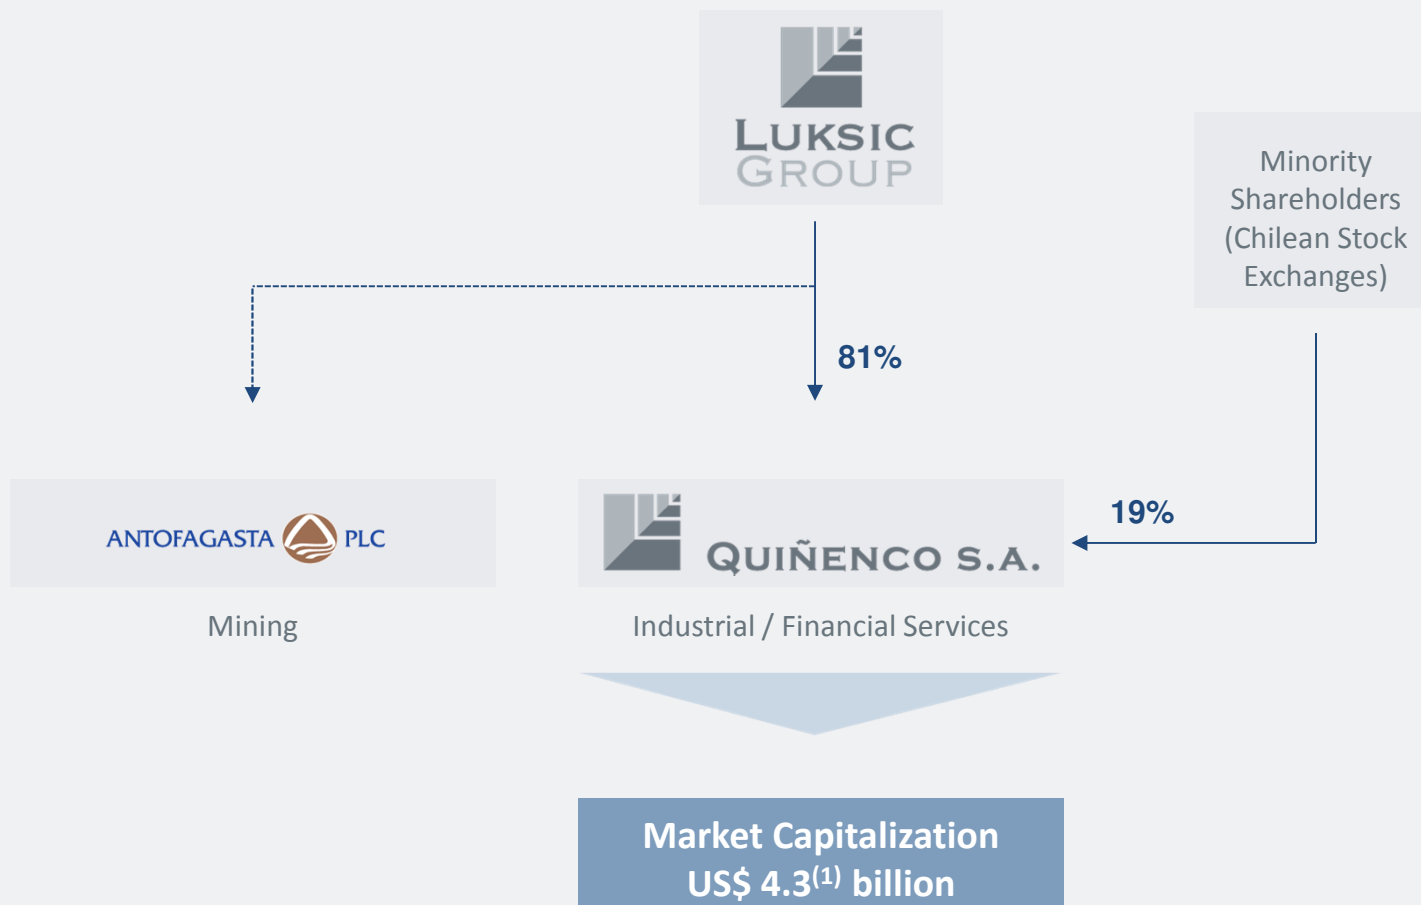 LUKSIC
GROUP
Minority
Shareholders
(Chilean Stock
Exchanges)
81%
19%
ANTOFAGASTA PLC
QUIÑENCO S.A.
Mining
Industrial / Financial Services
Market Capitalization
US$ 4.3(1) billion